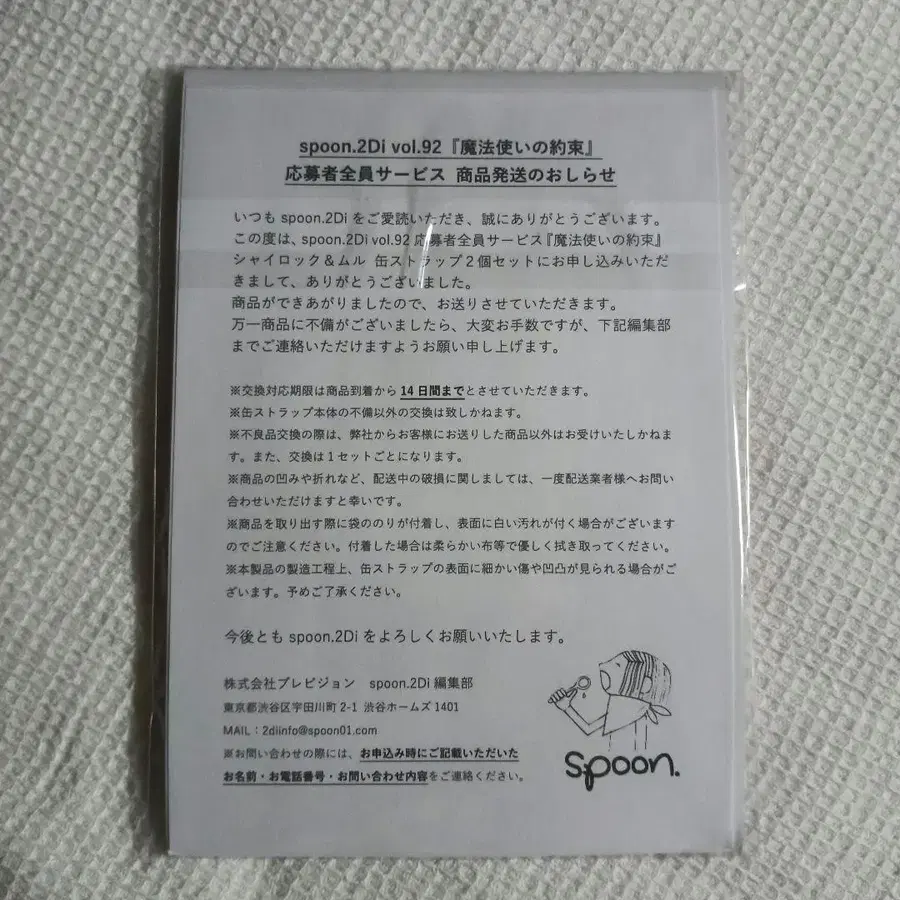 spoon.2Di vol.92『魔法使いの約束』
応募者全員サービス 商品発送のおしらせ
いつも spoon.2Di をご愛読いただき、誠にありがとうございます。
この度は、spoon.2Di vol.92 応募者全員サービス『魔法使いの約束』
シャイロック＆ムル 缶ストラップ２個セットにお申し込みいただ
きまして、ありがとうございました。
商品ができあがりましたので、お送りさせていただきます。
万一商品に不備がございましたら、大変お手数ですが、下記編集部
までご連絡いただけますようお願い申し上げます。
※交換対応期限は商品到着から 14 日間までとさせていただきます。
※缶ストラップ本体の不備以外の交換は致しかねます。
※不良品交換の際は、弊社からお客様にお送りした商品以外はお受けいたしかねま
す。また、交換は１セットごとになります。
※商品の凹みや折れなど、配送中の破損に関しましては、一度配送業者様へお問い
合わせいただけますと幸いです。
※商品を取り出す際に袋ののりが付着し、表面に白い汚れが付く場合がございます
のでご注意ください。付着した場合は柔らかい布等で優しく拭き取ってください。
※本製品の製造工程上、缶ストラップの表面に細かい傷や凹凸が見られる場合がご
ざいます。予めご了承ください。
今後とも spoon.2Di をよろしくお願いいたします。
株式会社プレビジョン spoon.2Di 編集部
東京都渋谷区宇田川町 2-1 渋谷ホームズ 1401
MAIL：2diinfo@spoon01.com
※お問い合わせの際には、お申込み時にご記載いただいた
お名前・お電話番号・お問い合わせ内容をご連絡ください。
spoon.